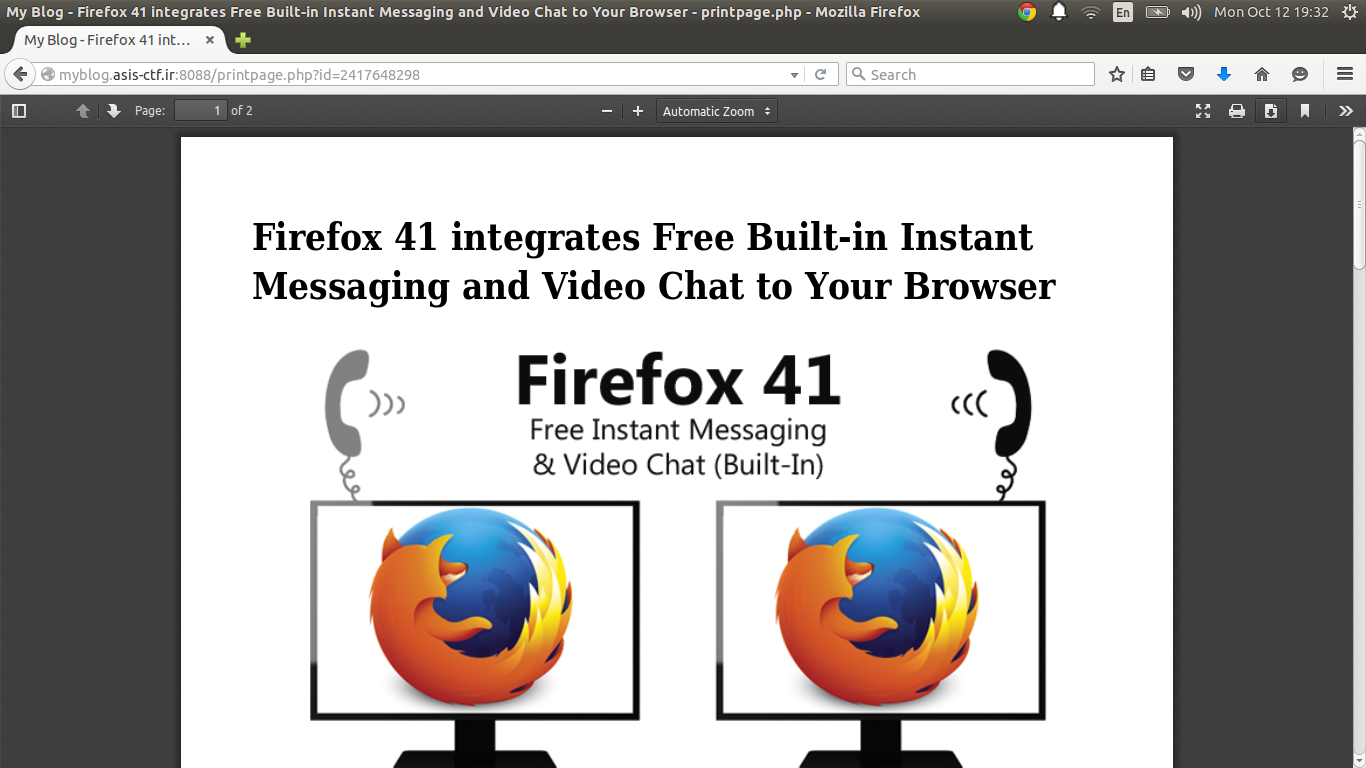 My Blog - Firefox 41 integrates Free Built-in Instant Messaging and Video Chat to Your Browser - printpage.php - Mozilla Firefox
En
Mon Oct 12 19:32
My Blog - Firefox 41 int...
myblog.asis-ctf.ir:8088/printpage.php?id=2417648298
Search
Page:
1
of 2
Automatic Zoom
Firefox 41 integrates Free Built-in Instant
Messaging and Video Chat to Your Browser
Firefox 41
Free Instant Messaging
& Video Chat (Built-In)